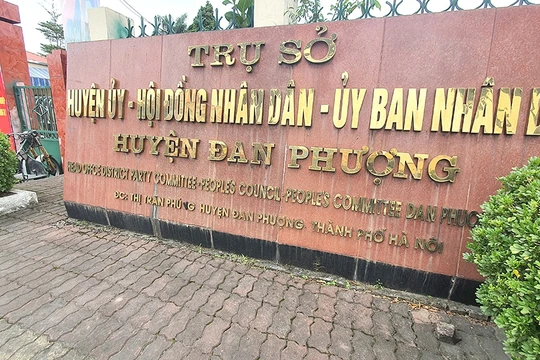 TRỤ SỞ
HUYỆN ỦY - HỘI ĐỒNG NHÂN DÂN - ỦY BAN NHÂN
HUYỆN ĐAN PHƯỢNG
HEAD OFFICE DISTRICT PARTY COMMITTEE-PEOPLE'S COUNCIL-PEOPLE'S COMMITTEE DAN PHUO
ĐC: THỊ TRẤN PHÙNG HUYỆN ĐAN PHƯỢNG THÀNH PHỐ HÀ NỘI